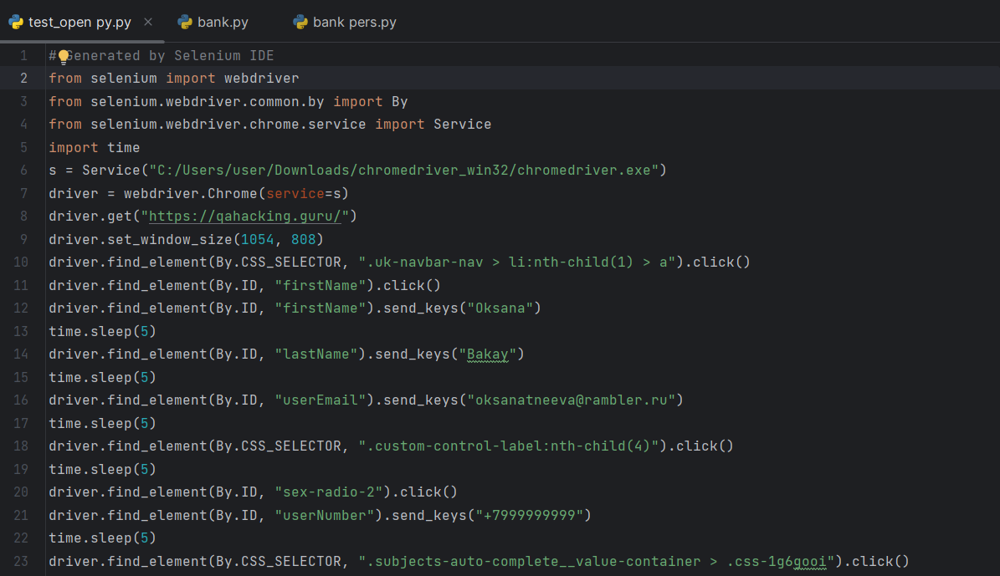 test_open py.py
bank.py
bank pers.py
1 # Generated by Selenium IDE
2 from selenium import webdriver
3 from selenium.webdriver.common.by import By
4 from selenium.webdriver.chrome.service import Service
5 import time
6 s = Service("C:/Users/user/Downloads/chromedriver_win32/chromedriver.exe")
7 driver = webdriver.Chrome(service=s)
8 driver.get("https://qahacking.guru/")
9 driver.set_window_size(1054, 808)
10 driver.find_element(By.CSS_SELECTOR, ".uk-navbar-nav > li:nth-child(1) > a").click()
11 driver.find_element(By.ID, "firstName").click()
12 driver.find_element(By.ID, "firstName").send_keys("Oksana")
13 time.sleep(5)
14 driver.find_element(By.ID, "lastName").send_keys("Bakay")
15 time.sleep(5)
16 driver.find_element(By.ID, "userEmail").send_keys("oksanatneeva@rambler.ru")
17 time.sleep(5)
18 driver.find_element(By.CSS_SELECTOR, ".custom-control-label:nth-child(4)").click()
19 time.sleep(5)
20 driver.find_element(By.ID, "sex-radio-2").click()
21 driver.find_element(By.ID, "userNumber").send_keys("+7999999999")
22 time.sleep(5)
23 driver.find_element(By.CSS_SELECTOR, ".subjects-auto-complete__value-container > .css-1g6gooi").click()